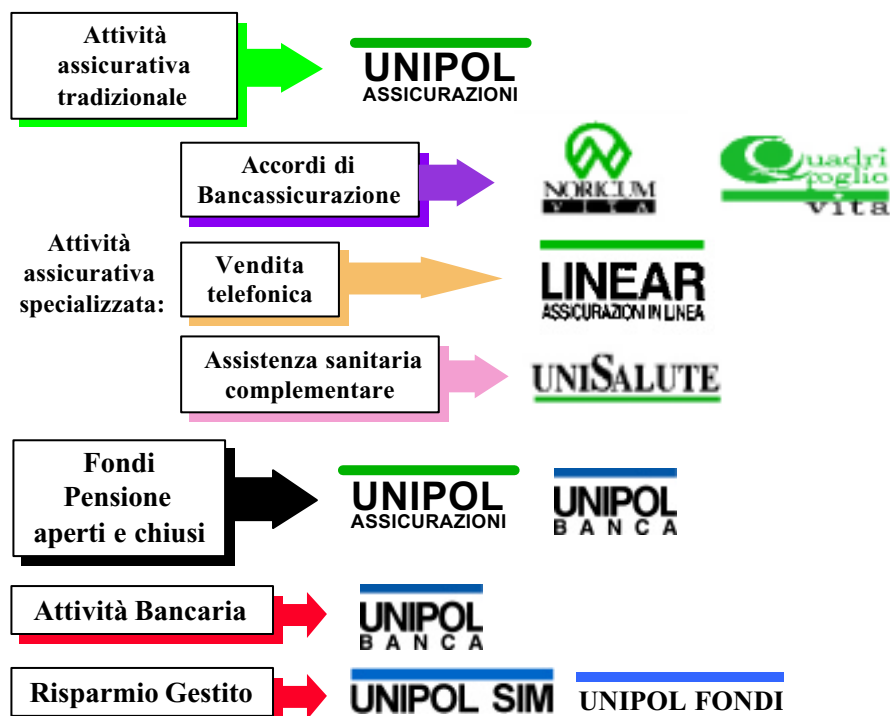 Attività
assicurativa
tradizionale
UNIPOL
ASSICURAZIONI
Accordi di
Bancassicurazione
NORICUM
VITA
Quadri
foglio
vita
Attività
assicurativa
specializzata:
Vendita
telefonica
LINEAR
ASSICURAZIONI IN LINEA
Assistenza sanitaria
complementare
UNISALUTE
Fondi
Pensione
aperti e chiusi
UNIPOL
ASSICURAZIONI
UNIPOL
BANCA
Attività Bancaria
UNIPOL
BANCA
Risparmio Gestito
UNIPOL SIM
UNIPOL FONDI